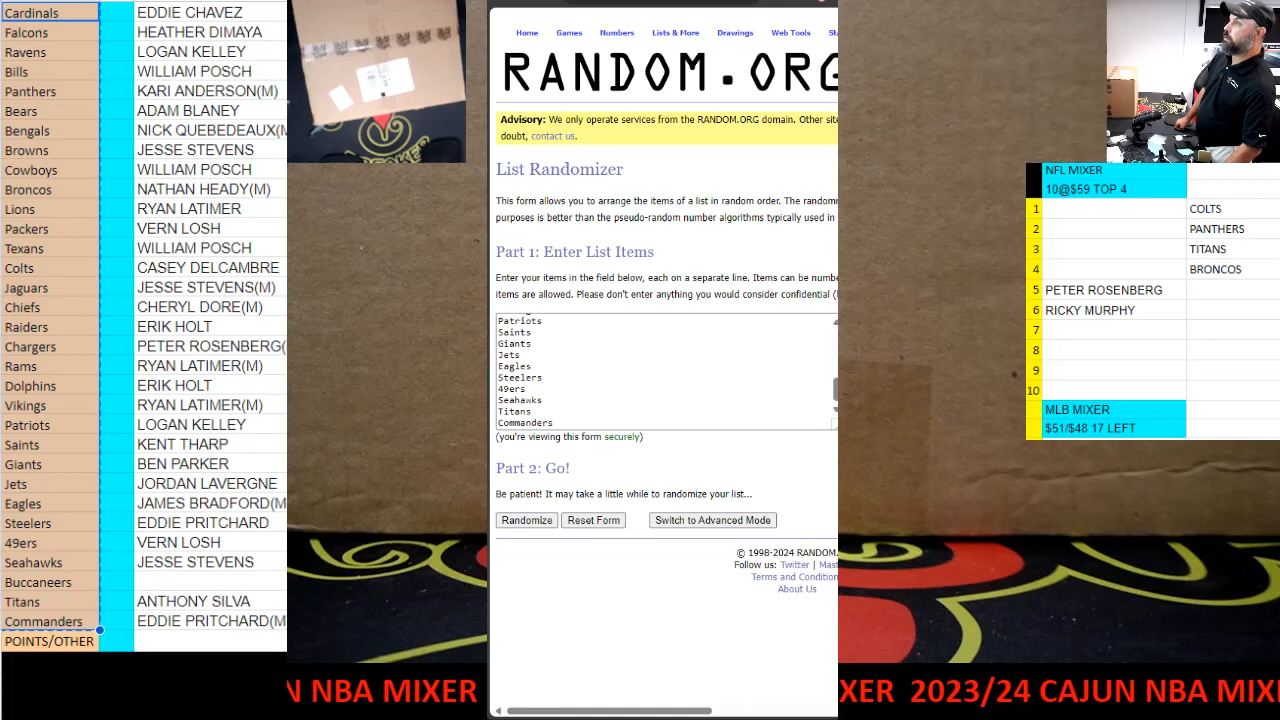 Cardinals EDDIE CHAVEZ
Falcons HEATHER DIMAYA
Ravens LOGAN KELLEY
Bills WILLIAM POSCH
Panthers KARI ANDERSON(M)
Bears ADAM BLANEY
Bengals NICK QUEBEDEAUX(M
Browns JESSE STEVENS
Cowboys WILLIAM POSCH
Broncos NATHAN HEADY(M)
Lions RYAN LATIMER
Packers VERN LOSH
Texans WILLIAM POSCH
Colts CASEY DELCAMBRE
Jaguars JESSE STEVENS(M)
Chiefs CHERYL DORE(M)
Raiders ERIK HOLT
Chargers PETER ROSENBERG(
Rams RYAN LATIMER(M)
Dolphins ERIK HOLT
Vikings RYAN LATIMER(M)
Patriots LOGAN KELLEY
Saints KENT THARP
Giants BEN PARKER
Jets JORDAN LAVERGNE
Eagles JAMES BRADFORD(M
Steelers EDDIE PRITCHARD
49ers VERN LOSH
Seahawks JESSE STEVENS
Buccaneers
Titans ANTHONY SILVA
Commanders EDDIE PRITCHARD(M
POINTS/OTHER
Home Games Numbers Lists & More Drawings Web Tools Sta
RANDOM.ORG
Advisory: We only operate services from the RANDOM.ORG domain. Other site
doubt, contact us.
List Randomizer
This form allows you to arrange the items of a list in random order. The random
purposes is better than the pseudo-random number algorithms typically used in
Part 1: Enter List Items
Enter your items in the field below, each on a separate line. Items can be numbe
items are allowed. Please don't enter anything you would consider confidential (
Patriots
Saints
Giants
Jets
Eagles
Steelers
49ers
Seahawks
Titans
Commanders
(you're viewing this form securely)
Part 2: Go!
Be patient! It may take a little while to randomize your list...
Randomize Reset Form Switch to Advanced Mode
© 1998-2024 RANDOM.
Follow us: Twitter | Mast
Terms and Condition
About Us
NFL MIXER
10@$59 TOP 4
1 COLTS
2 PANTHERS
3 TITANS
4 BRONCOS
5 PETER ROSENBERG
6 RICKY MURPHY
7
8
9
10
MLB MIXER
$51/$48 17 LEFT
N NBA MIXER XER 2023/24 CAJUN NBA MIX